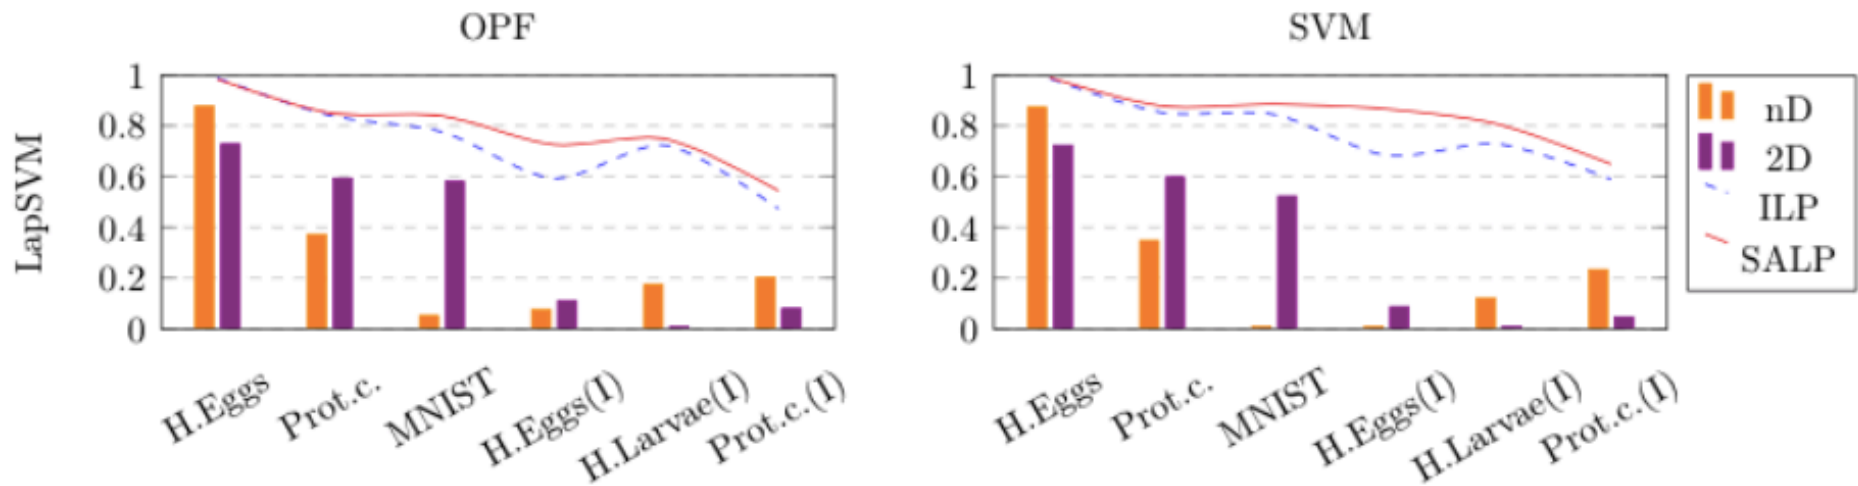 OPF
SVM
LapSVM
1
0.8
0.6
0.4
0.2
0
H.Eggs
Prot.c.
MNIST
H.Eggs(I)
H.Larvae(I)
Prot.c.(I)
1
0.8
0.6
0.4
0.2
0
H.Eggs
Prot.c.
MNIST
H.Eggs(I)
H.Larvae(I)
Prot.c.(I)
nD
2D
ILP
SALP